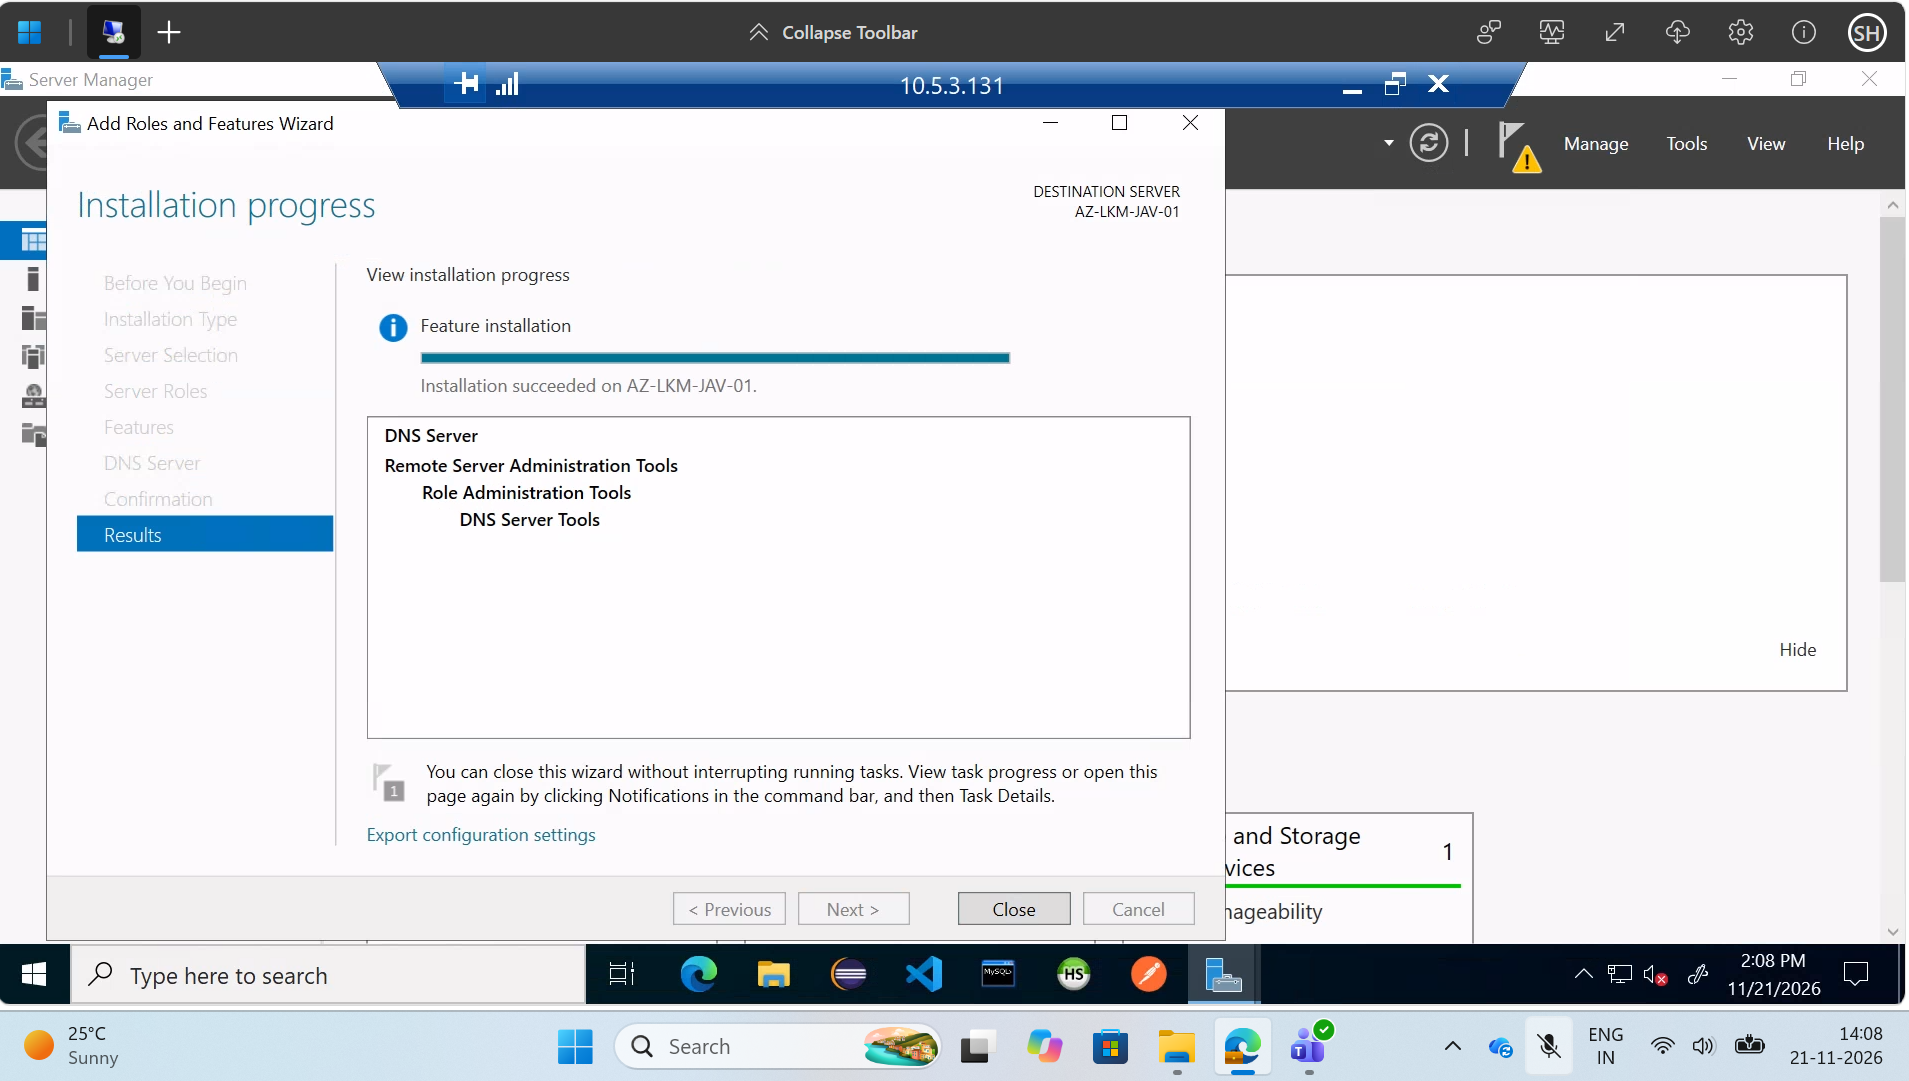 Collapse Toolbar
SH
Server Manager
10.5.3.131
Add Roles and Features Wizard
Manage
Tools
View
Help
Installation progress
DESTINATION SERVER
AZ-LKM-JAV-01
Before You Begin
Installation Type
Server Selection
Server Roles
Features
DNS Server
Confirmation
Results
View installation progress
Feature installation
Installation succeeded on AZ-LKM-JAV-01.
DNS Server
Remote Server Administration Tools
Role Administration Tools
DNS Server Tools
1
You can close this wizard without interrupting running tasks. View task progress or open this
page again by clicking Notifications in the command bar, and then Task Details.
Export configuration settings
< Previous
Next >
Close
Cancel
Hide
and Storage
vices
1
nageability
Type here to search
MySQL
HS
2:08 PM
11/21/2026
25°C
Sunny
Search
T
ENG
IN
14:08
21-11-2026